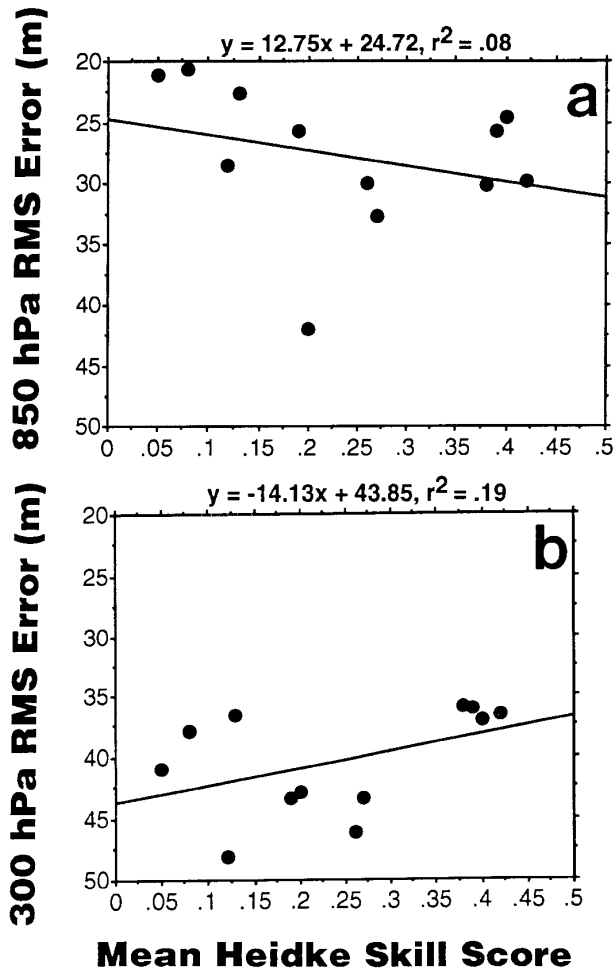 850 hPa RMS Error (m)
y = 12.75x + 24.72, r2 = .08
a
20
25
30
35
40
45
50
0 .05 .1 .15 .2 .25 .3 .35 .4 .45 .5
300 hPa RMS Error (m)
y = -14.13x + 43.85, r2 = .19
b
20
25
30
35
40
45
50
0 .05 .1 .15 .2 .25 .3 .35 .4 .45 .5
Mean Heidke Skill Score